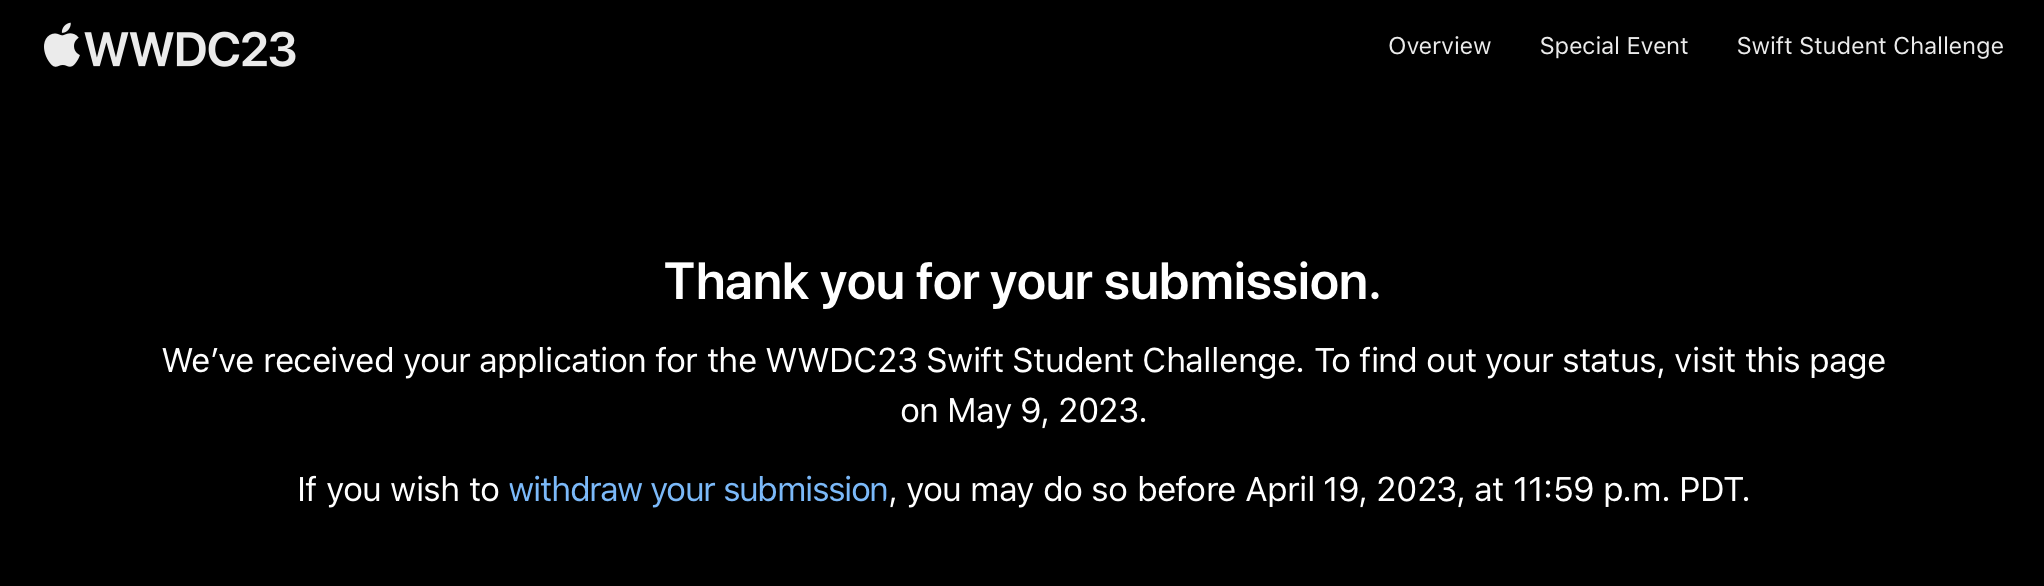 WWDC23
Overview
Special Event
Swift Student Challenge
Thank you for your submission.
We’ve received your application for the WWDC23 Swift Student Challenge. To find out your status, visit this page
on May 9, 2023.
If you wish to withdraw your submission, you may do so before April 19, 2023, at 11:59 p.m. PDT.